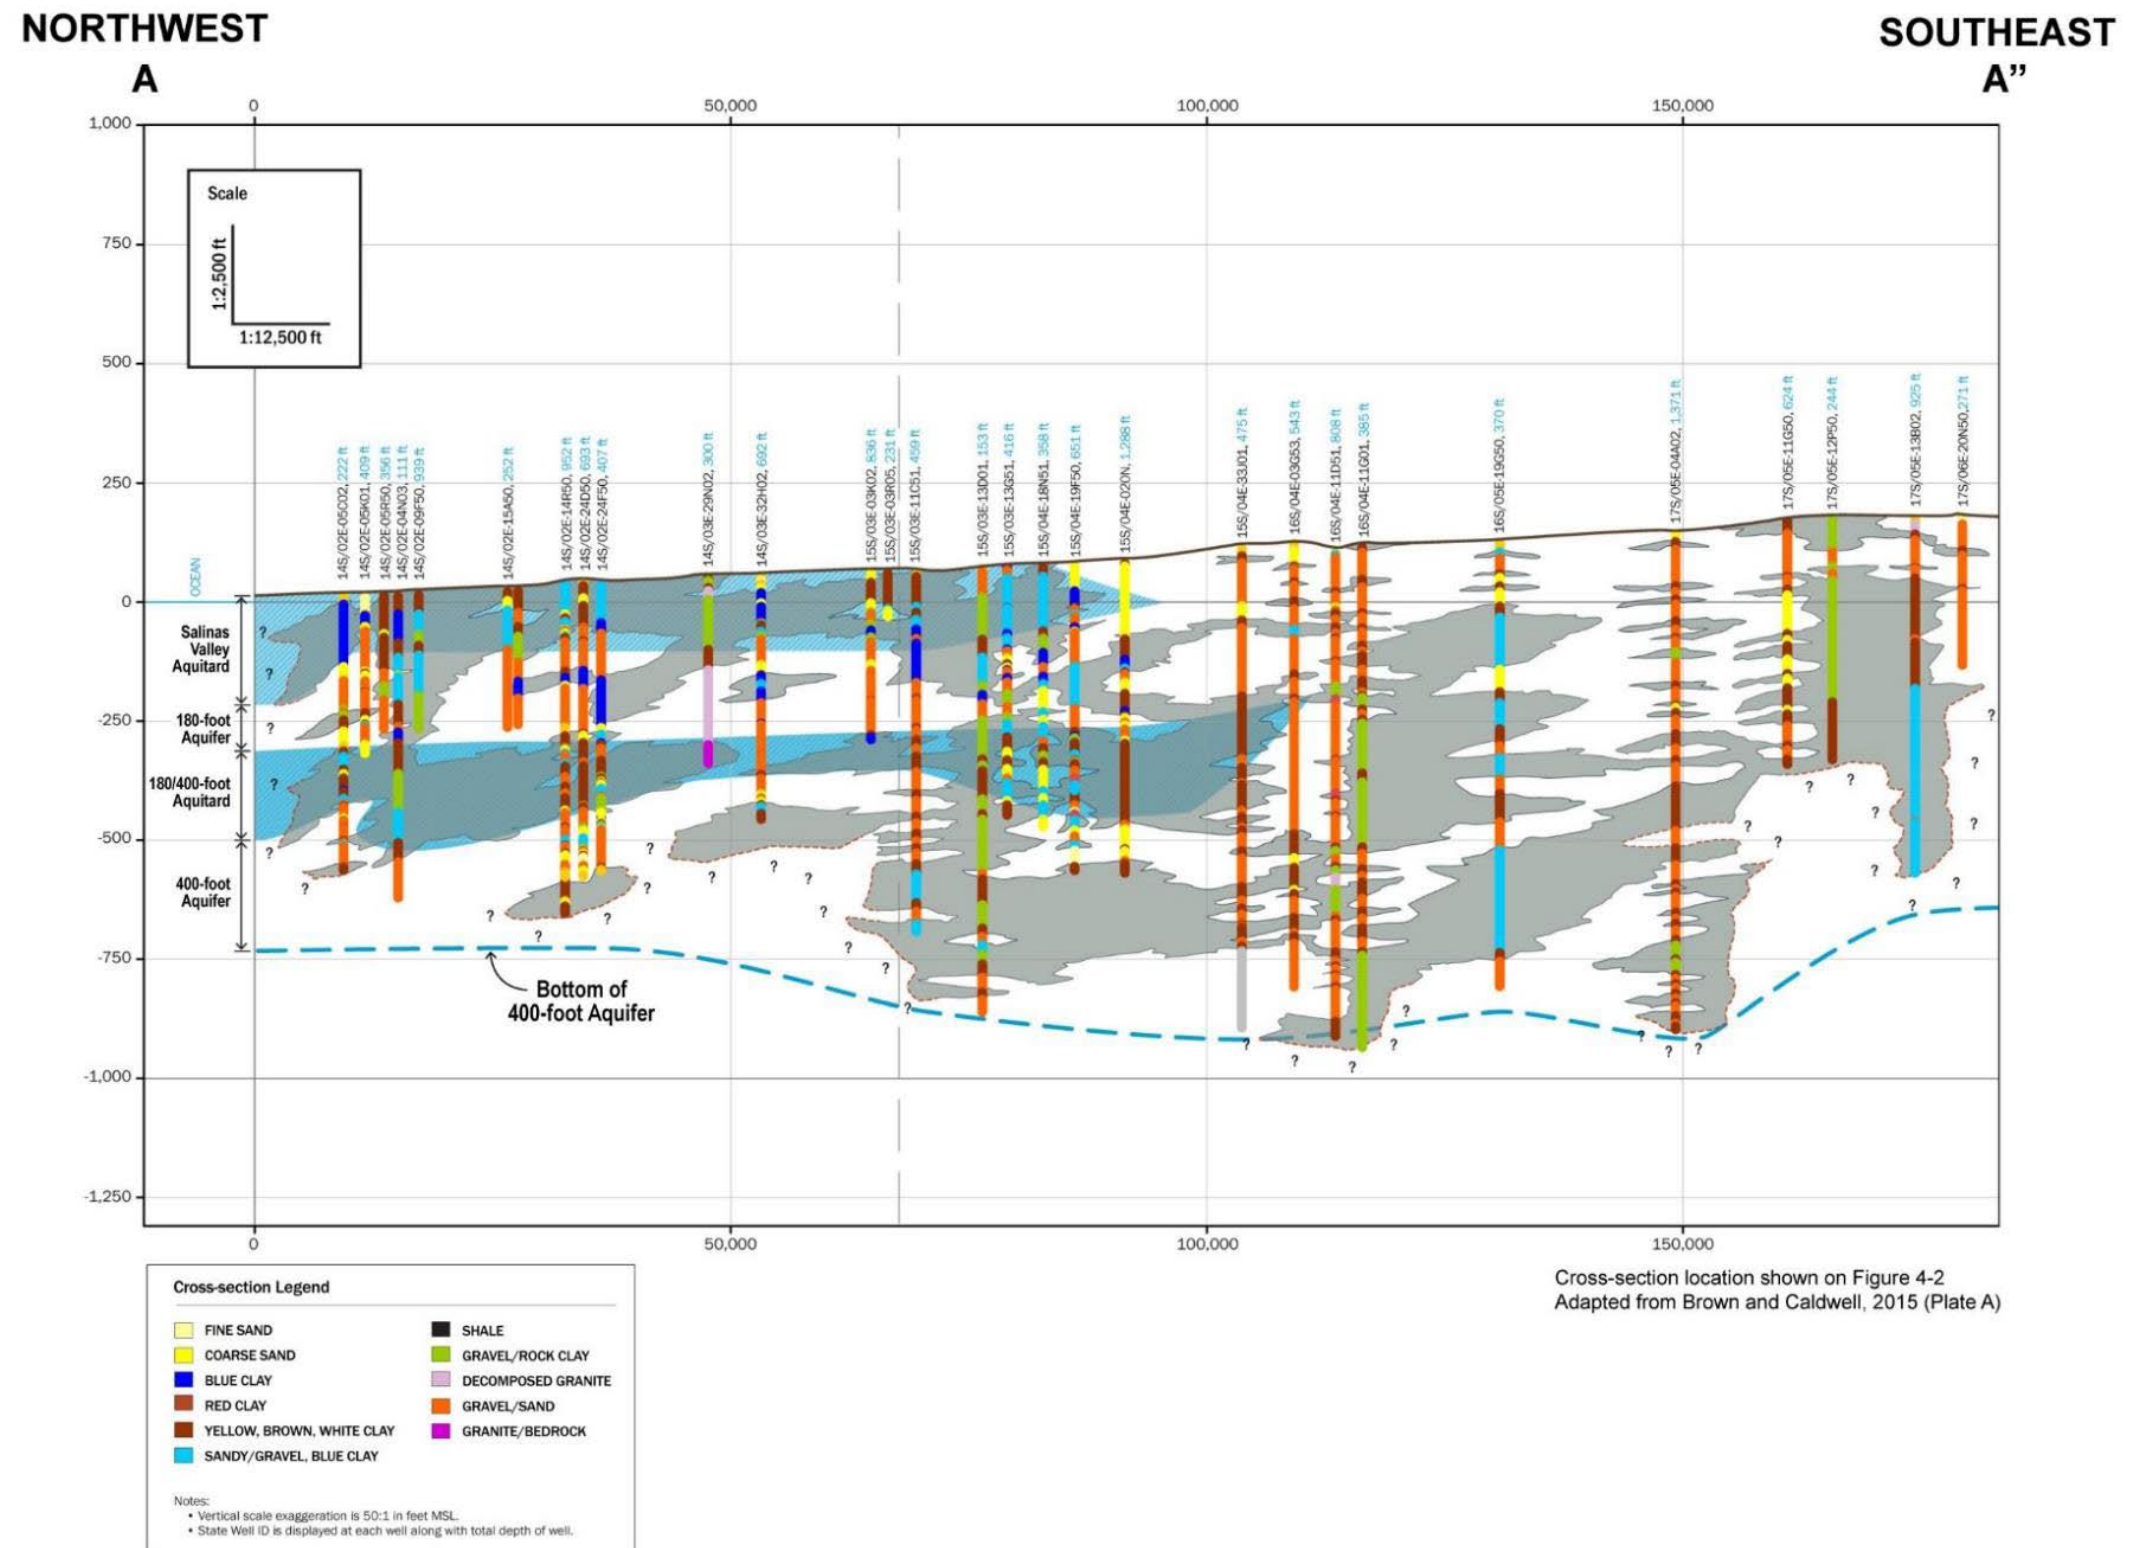 NORTHWEST
SOUTHEAST
A
A”
0
50,000
100,000
150,000
1,000
750
500
250
0
-250
-500
-750
-1,000
-1,250
Scale
1:2,500 ft
1:12,500 ft
OCEAN
14S/02E-05C02, 222 ft
14S/02E-05K01, 409 ft
14S/02E-05R50, 356 ft
14S/02E-04N03, 111 ft
14S/02E-09F50, 939 ft
14S/02E-15A50, 252 ft
14S/02E-14R50, 952 ft
14S/02E-24D50, 693 ft
14S/02E-24F50, 407 ft
14S/03E-29N02, 300 ft
14S/03E-32H02, 692 ft
15S/03E-03K02, 836 ft
15S/03E-03R05, 231 ft
15S/03E-11C51, 459 ft
15S/03E-13D01, 153 ft
15S/03E-13G51, 416 ft
15S/04E-18N51, 358 ft
15S/04E-19F50, 651 ft
15S/04E-020N, 1,288 ft
15S/04E-33J01, 475 ft
16S/04E-03G53, 543 ft
16S/04E-11D51, 808 ft
16S/04E-11G01, 385 ft
16S/05E-19G50, 370 ft
17S/05E-04A02, 1,371 ft
17S/05E-11G50, 624 ft
17S/05E-12P50, 244 ft
17S/05E-13B02, 925 ft
17S/06E-20N50,271 ft
Salinas
Valley
Aquitard
180-foot
Aquifer
180/400-foot
Aquitard
400-foot
Aquifer
Bottom of
400-foot Aquifer
0
50,000
100,000
150,000
Cross-section location shown on Figure 4-2
Adapted from Brown and Caldwell, 2015 (Plate A)
Cross-section Legend
FINE SAND
COARSE SAND
BLUE CLAY
RED CLAY
YELLOW, BROWN, WHITE CLAY
SANDY/GRAVEL, BLUE CLAY
SHALE
GRAVEL/ROCK CLAY
DECOMPOSED GRANITE
GRAVEL/SAND
GRANITE/BEDROCK
Notes:
• Vertical scale exaggeration is 50:1 in feet MSL.
• State Well ID is displayed at each well along with total depth of well.